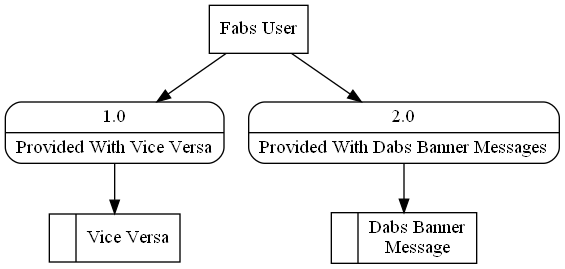 Fabs User
1.0
Provided With Vice Versa
2.0
Provided With Dabs Banner Messages
Vice Versa
Dabs Banner
Message